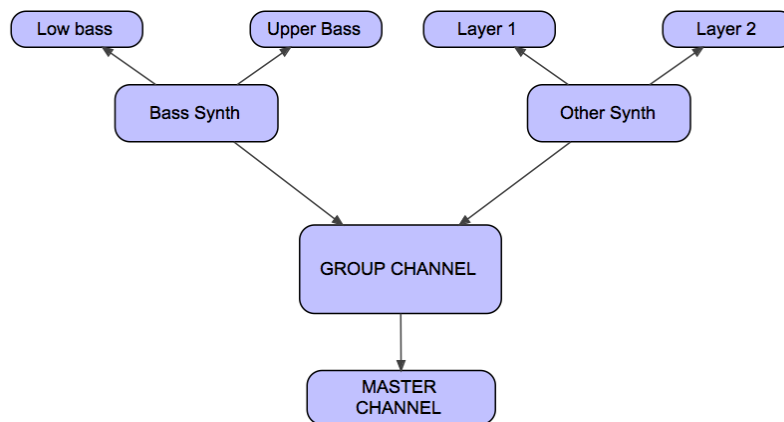 Low bass
Upper Bass
Layer 1
Layer 2
Bass Synth
Other Synth
GROUP CHANNEL
MASTER
CHANNEL